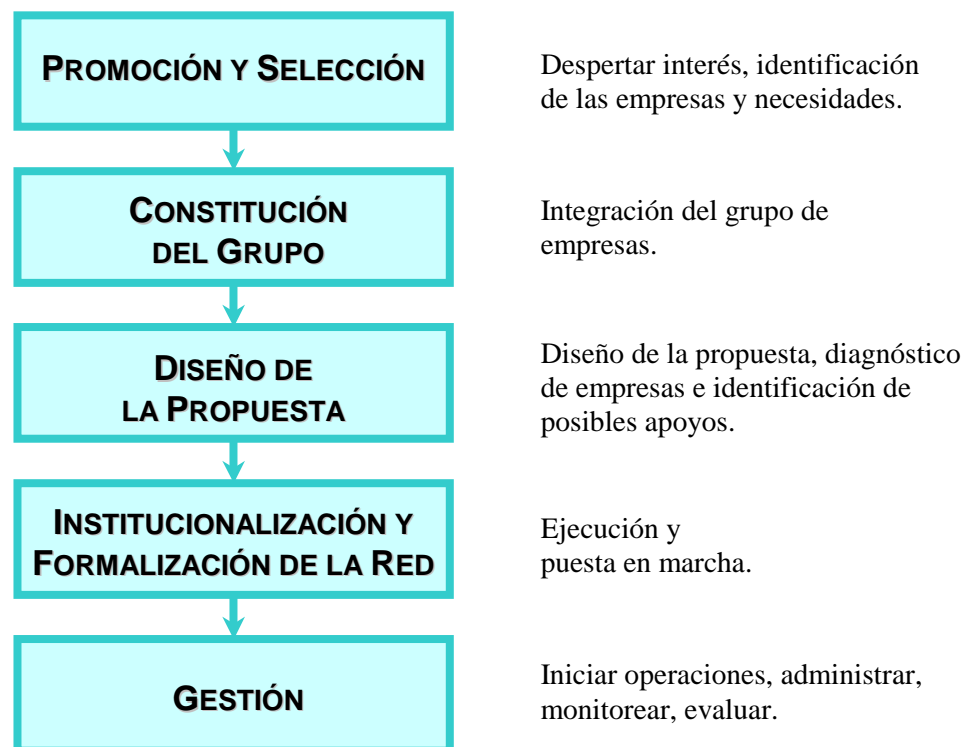 PROMOCIÓN Y SELECCIÓN
Despertar interés, identificación
de las empresas y necesidades.
CONSTITUCIÓN
DEL GRUPO
Integración del grupo de
empresas.
DISEÑO DE
LA PROPUESTA
Diseño de la propuesta, diagnóstico
de empresas e identificación de
posibles apoyos.
INSTITUCIONALIZACIÓN Y
FORMALIZACIÓN DE LA RED
Ejecución y
puesta en marcha.
GESTIÓN
Iniciar operaciones, administrar,
monitorear, evaluar.